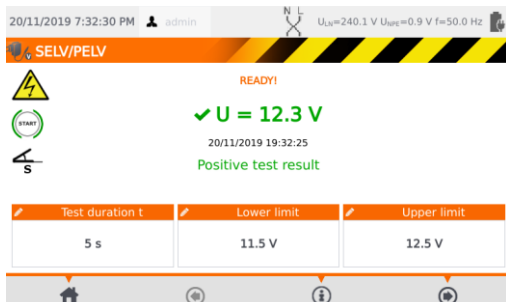 20/11/2019 7:32:30 PM admin N L U_LN=240.1 V U_NPE=0.9 V f=50.0 Hz
SELV/PELV
READY!
START
✔ U = 12.3 V
20/11/2019 19:32:25
S
Positive test result
Test duration t Lower limit Upper limit
5 s 11.5 V 12.5 V